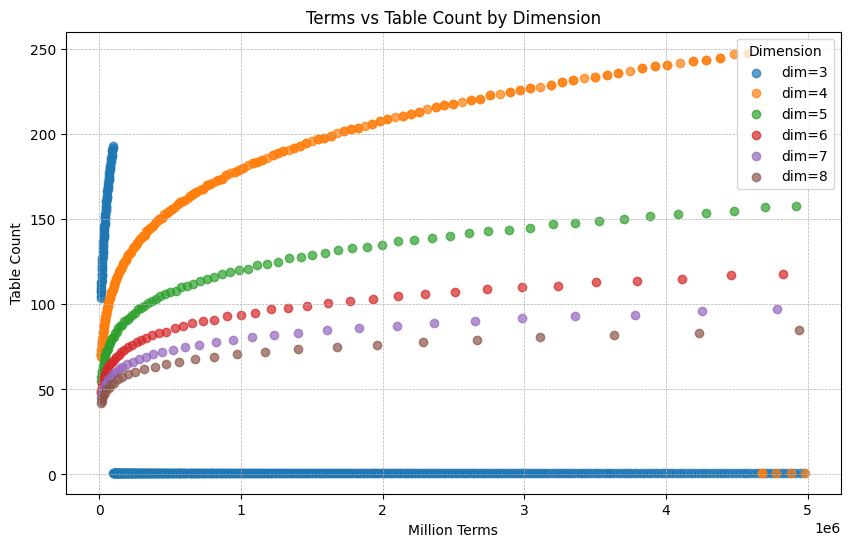 Terms vs Table Count by Dimension
Table Count
250
200
150
100
50
0
Dimension
dim=3
dim=4
dim=5
dim=6
dim=7
dim=8
0 1 2 3 4 5
1e6
Million Terms